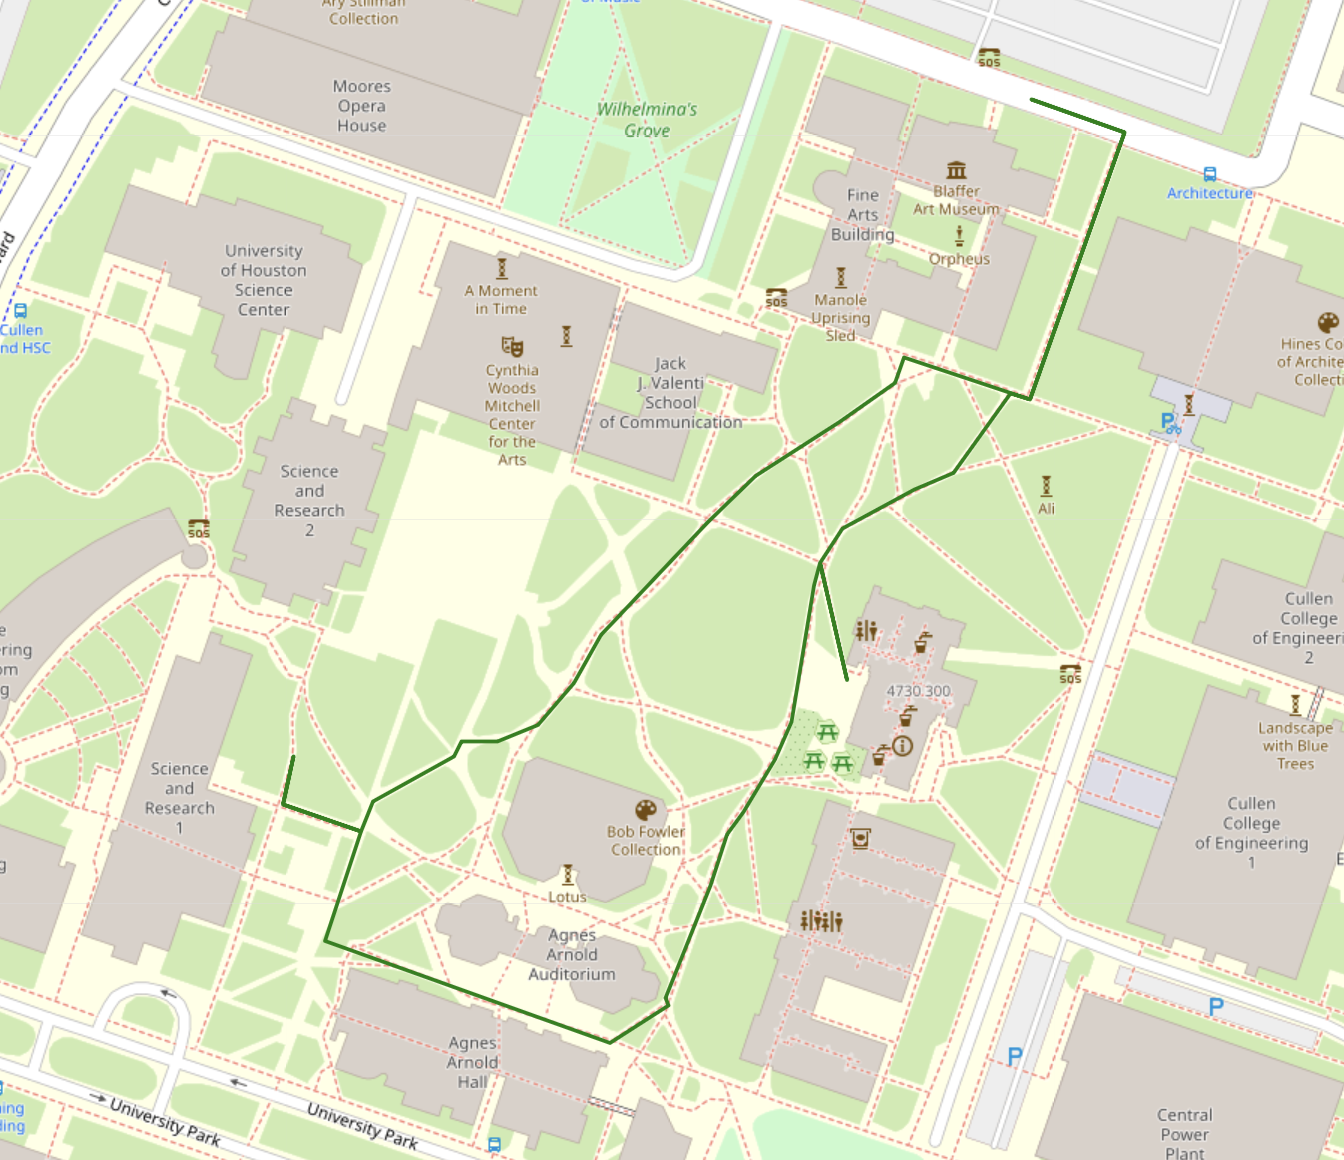 Ary Stillman
Collection
of Music
Moores
Opera
House
Wilhelmina's
Grove
SOS
Blaffer
Art Museum
Fine
Arts
Building
Orpheus
Architecture
University
of Houston
Science
Center
A Moment
in Time
SOS
Manole
Uprising
Sled
Cullen
nd HSC
Cynthia
Woods
Mitchell
Center
for the
Arts
Jack
J. Valenti
School
of Communication
Hines Co
of Archite
Collect
P
Science
and
Research
2
Ali
SOS
Cullen
College
of Engineeri
2
SOS
4730.300
Landscape
with Blue
Trees
Science
and
Research
1
Bob Fowler
Collection
Cullen
College
of Engineering
1
Lotus
Agnes
Arnold
Auditorium
P
Agnes
Arnold
Hall
P
University Park
University Park
Central
Power
Plant